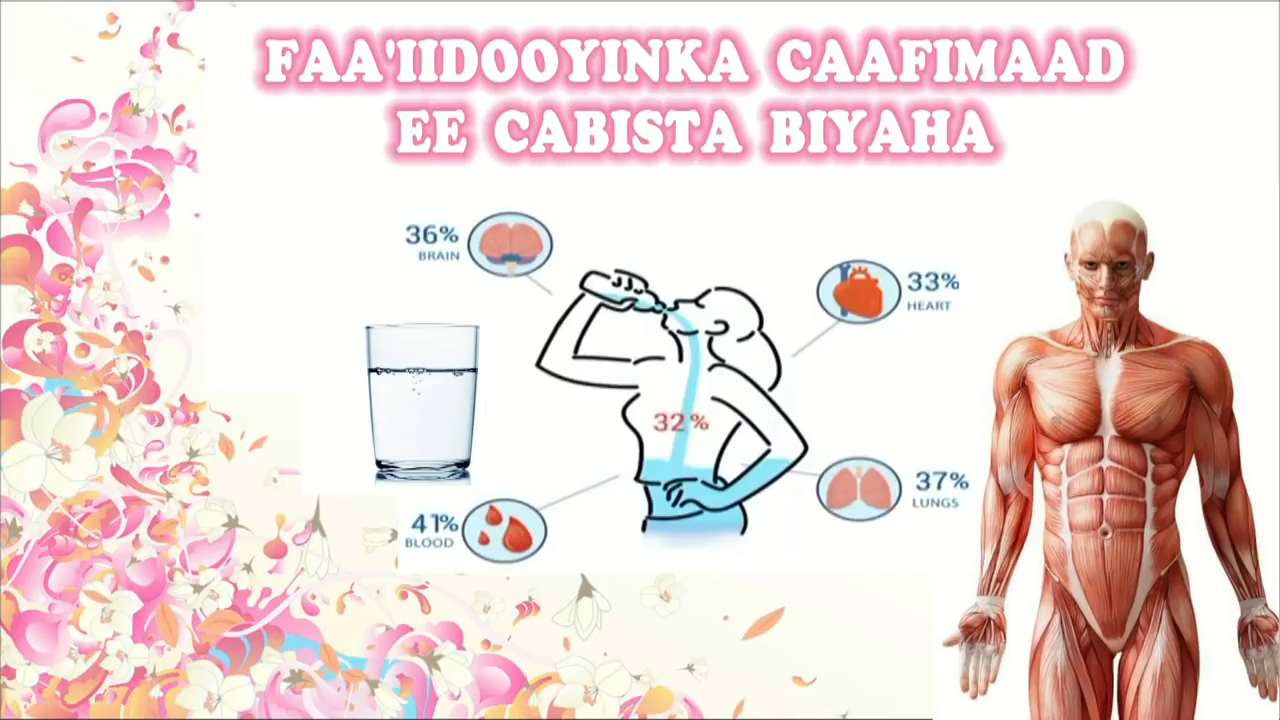 FAA'IIDOOYINKA CAAFIMAAD
EE CABISTA BIYAHA
36%
BRAIN
33%
HEART
32%
41%
BLOOD
37%
LUNGS